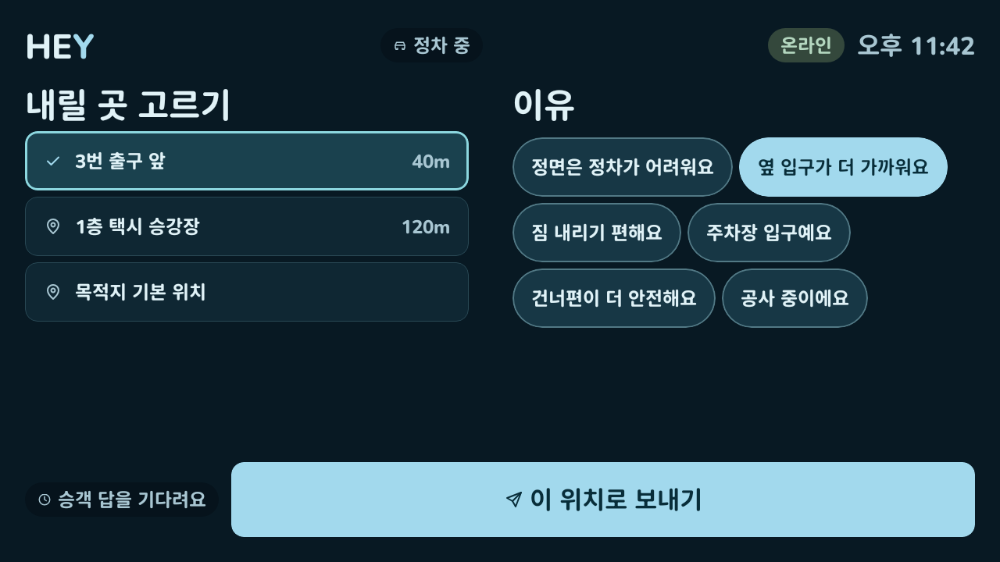 HEY
정차 중
온라인
오후 11:42
내릴 곳 고르기
3번 출구 앞 40m
1층 택시 승강장 120m
목적지 기본 위치
이유
정면은 정차가 어려워요
옆 입구가 더 가까워요
짐 내리기 편해요
주차장 입구예요
건너편이 더 안전해요
공사 중이에요
승객 답을 기다려요
이 위치로 보내기